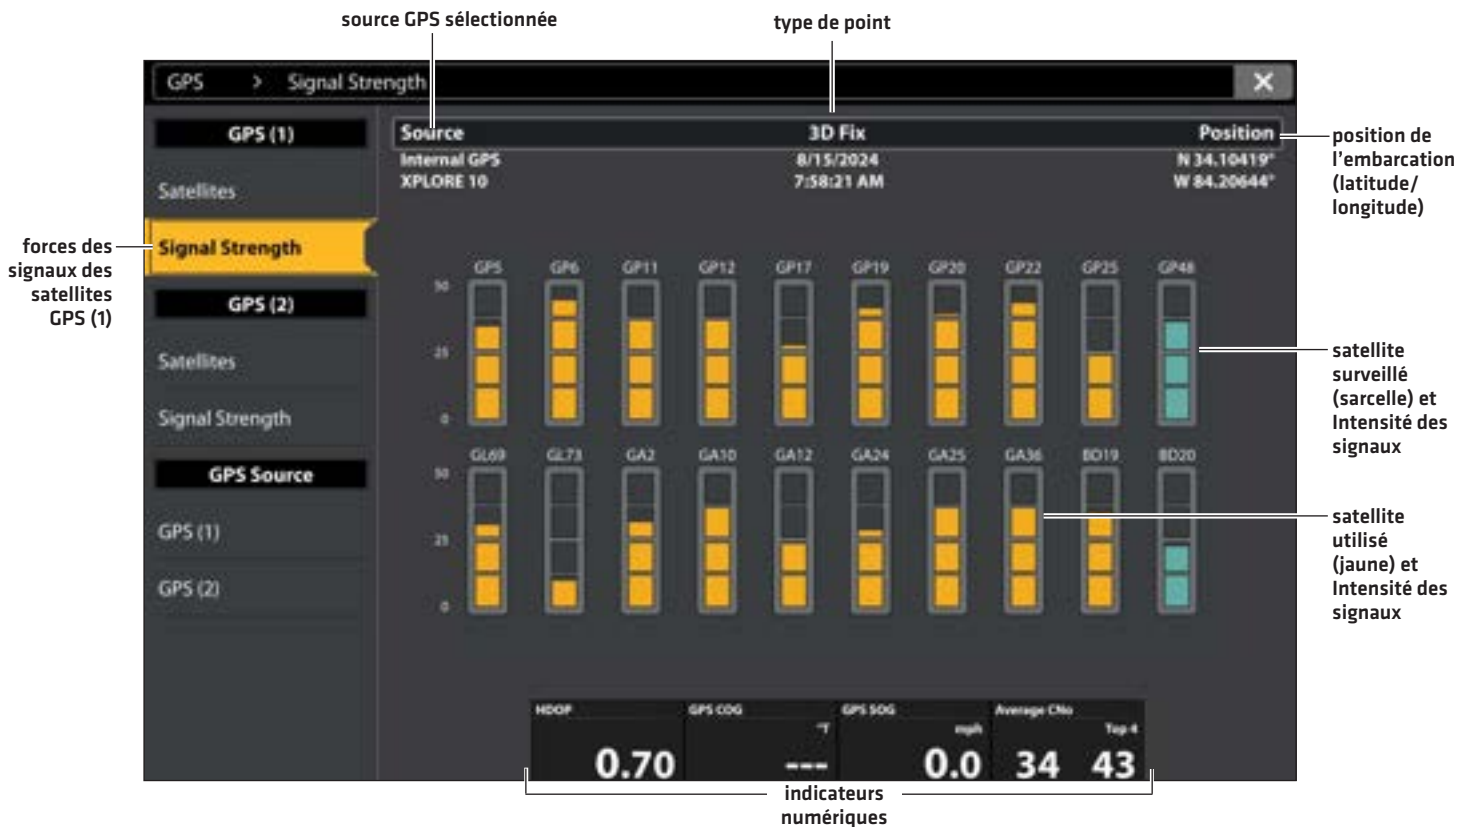 source GPS sélectionnée
type de point
GPS > Signal Strength
GPS (1)
Satellites
Signal Strength
GPS (2)
Satellites
Signal Strength
GPS Source
GPS (1)
GPS (2)
Source 3D Fix Position
Internal GPS 8/15/2024 N 34.10419°
XPLORE 10 7:58:21 AM W 84.20644°
GP5 GP6 GP11 GP12 GP17 GP19 GP20 GP22 GP25 GP48
50
25
0
GL69 GL73 GA2 GA10 GA12 GA24 GA25 GA36 BD19 BD20
50
25
0
HDOP GPS COG GPS SOG Average CNo
°T mph Top 4
0.70 --- 0.0 34 43
forces des
signaux des
satellites
GPS (1)
position de
l'embarcation
(latitude/
longitude)
satellite
surveillé
(sarcelle) et
Intensité des
signaux
satellite
utilisé
(jaune) et
Intensité des
signaux
indicateurs
numériques